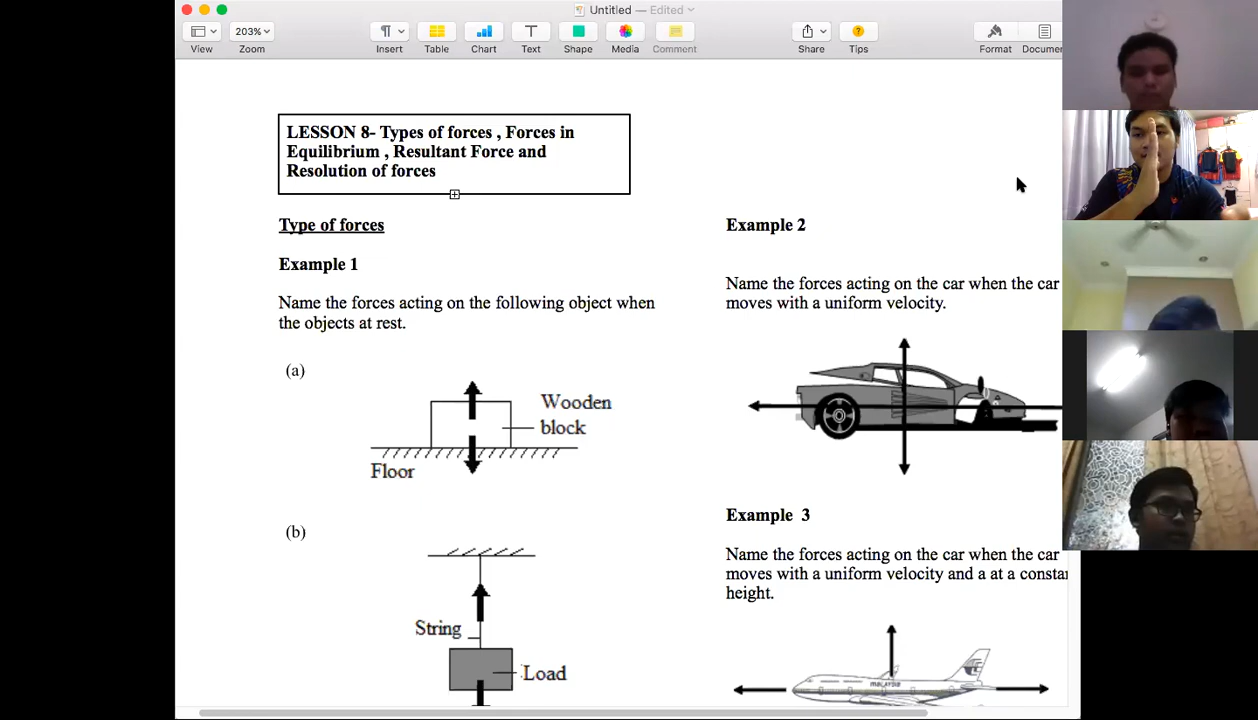 Untitled — Edited
203%
View
Zoom
Insert
Table
Chart
Text
Shape
Media
Comment
Share
Tips
Format
LESSON 8- Types of forces , Forces in
Equilibrium , Resultant Force and
Resolution of forces
Type of forces
Example 1
Name the forces acting on the following object when
the objects at rest.
(a)
Wooden
block
Floor
(b)
String
Load
Example 2
Name the forces acting on the car when the car
moves with a uniform velocity.
Example 3
Name the forces acting on the car when the car
moves with a uniform velocity and a at a
height.
malaysia